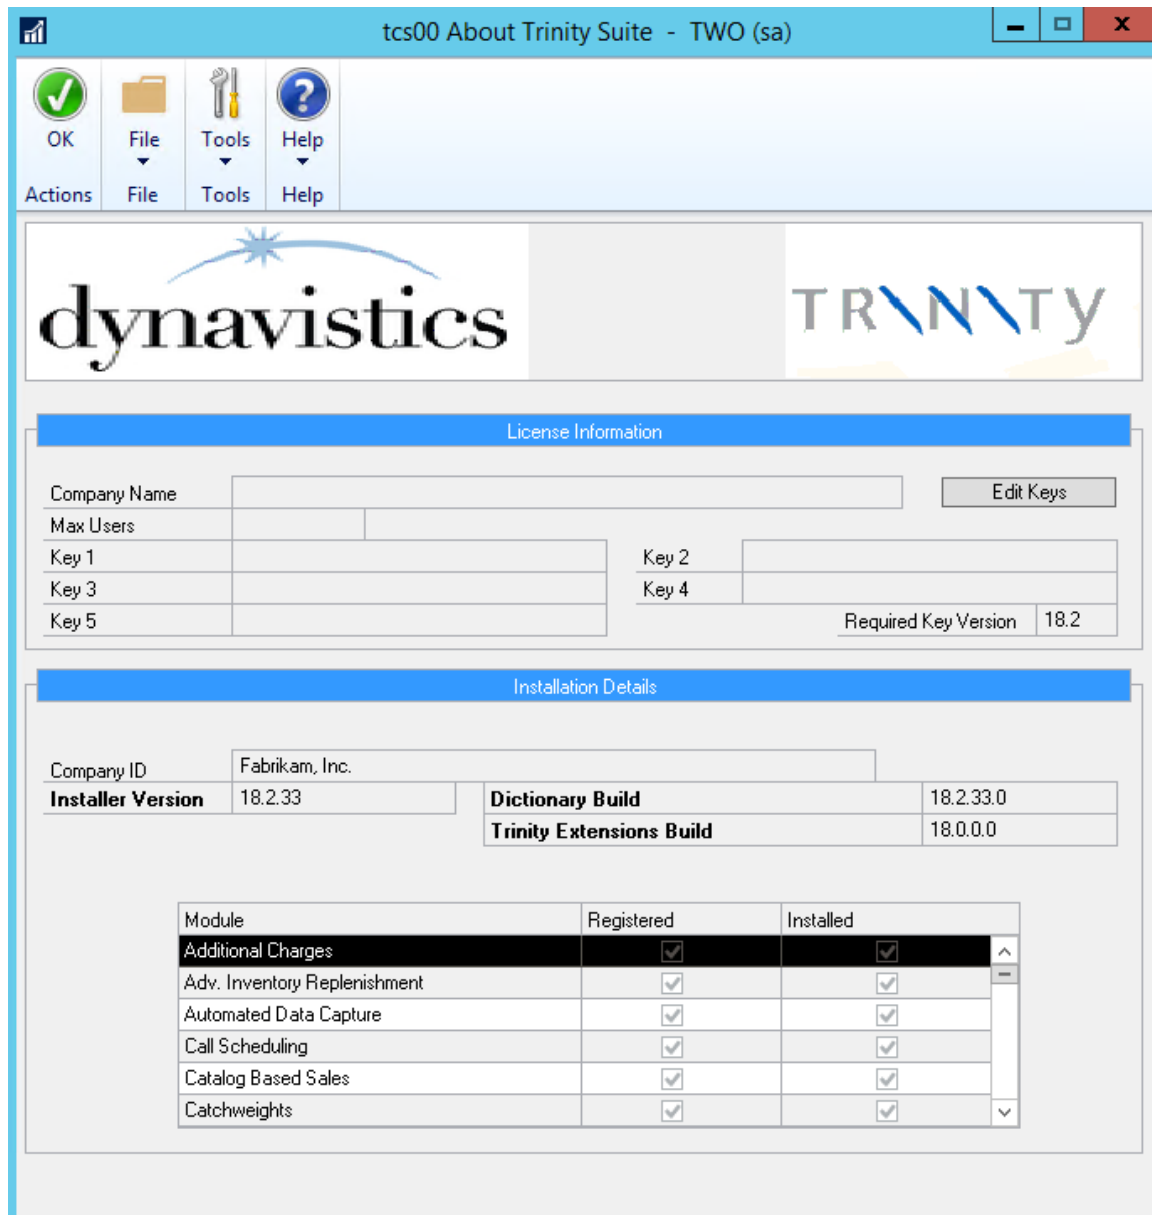 tcs00 About Trinity Suite - TWO (sa)
OK File Tools Help
Actions File Tools Help
dynavistics TRINITY
License Information
Company Name Edit Keys
Max Users
Key 1 Key 2
Key 3 Key 4
Key 5 Required Key Version 18.2
Installation Details
Company ID Fabrikam, Inc.
Installer Version 18.2.33 Dictionary Build 18.2.33.0
Trinity Extensions Build 18.0.0.0
Module Registered Installed
Additional Charges
Adv. Inventory Replenishment
Automated Data Capture
Call Scheduling
Catalog Based Sales
Catchweights